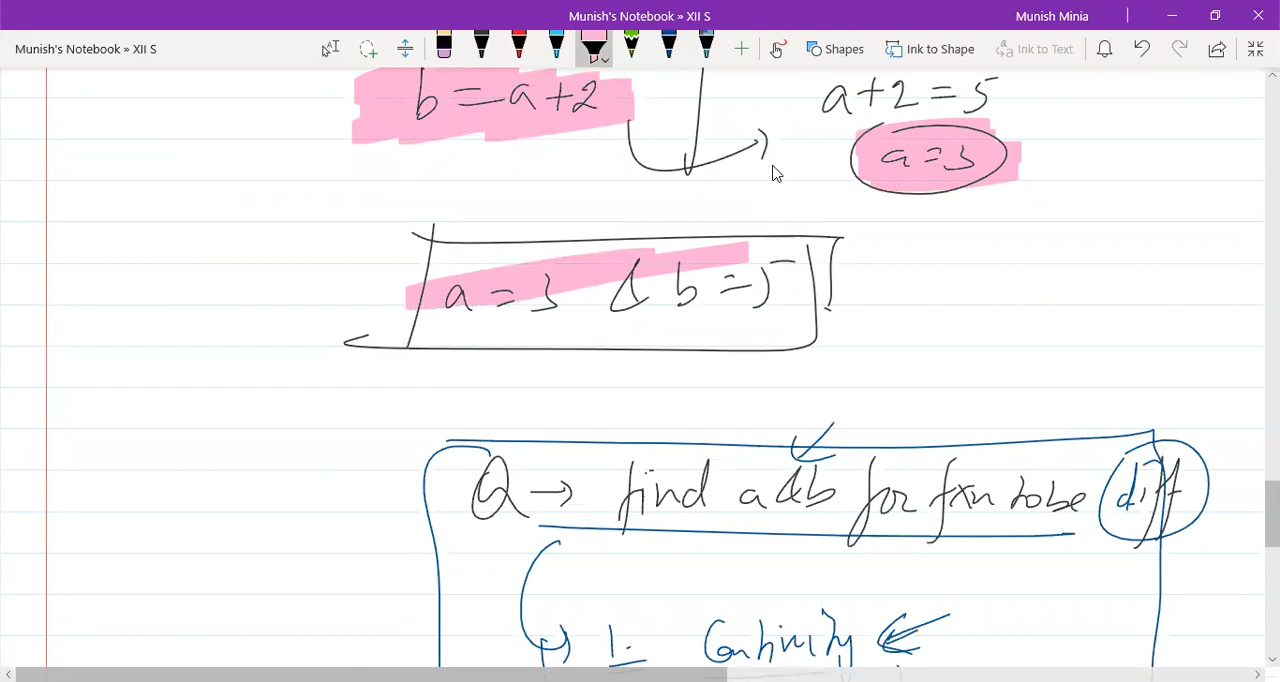 Munish's Notebook » XII S
Munish Minia
Munish's Notebook » XII S
Shapes
Ink to Shape
Ink to Text
b = a + 2
a + 2 = 5
a = 3
a = 3 & b = 5
Q → find a & b for fxn to be diff
1. Continuity